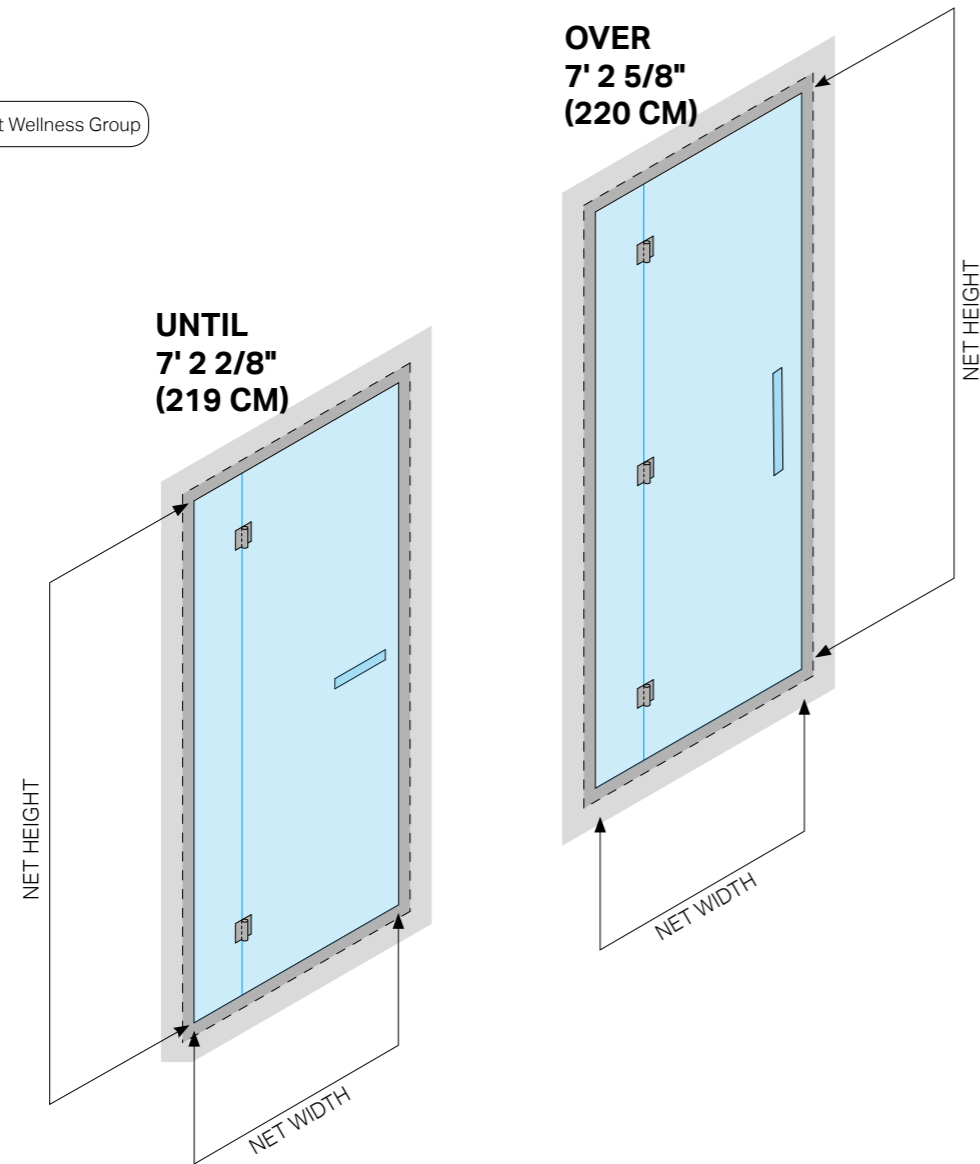 OVER
7' 2 5/8"
(220 CM)
Wellness Group
UNTIL
7' 2 2/8"
(219 CM)
NET HEIGHT
NET HEIGHT
NET WIDTH
NET WIDTH